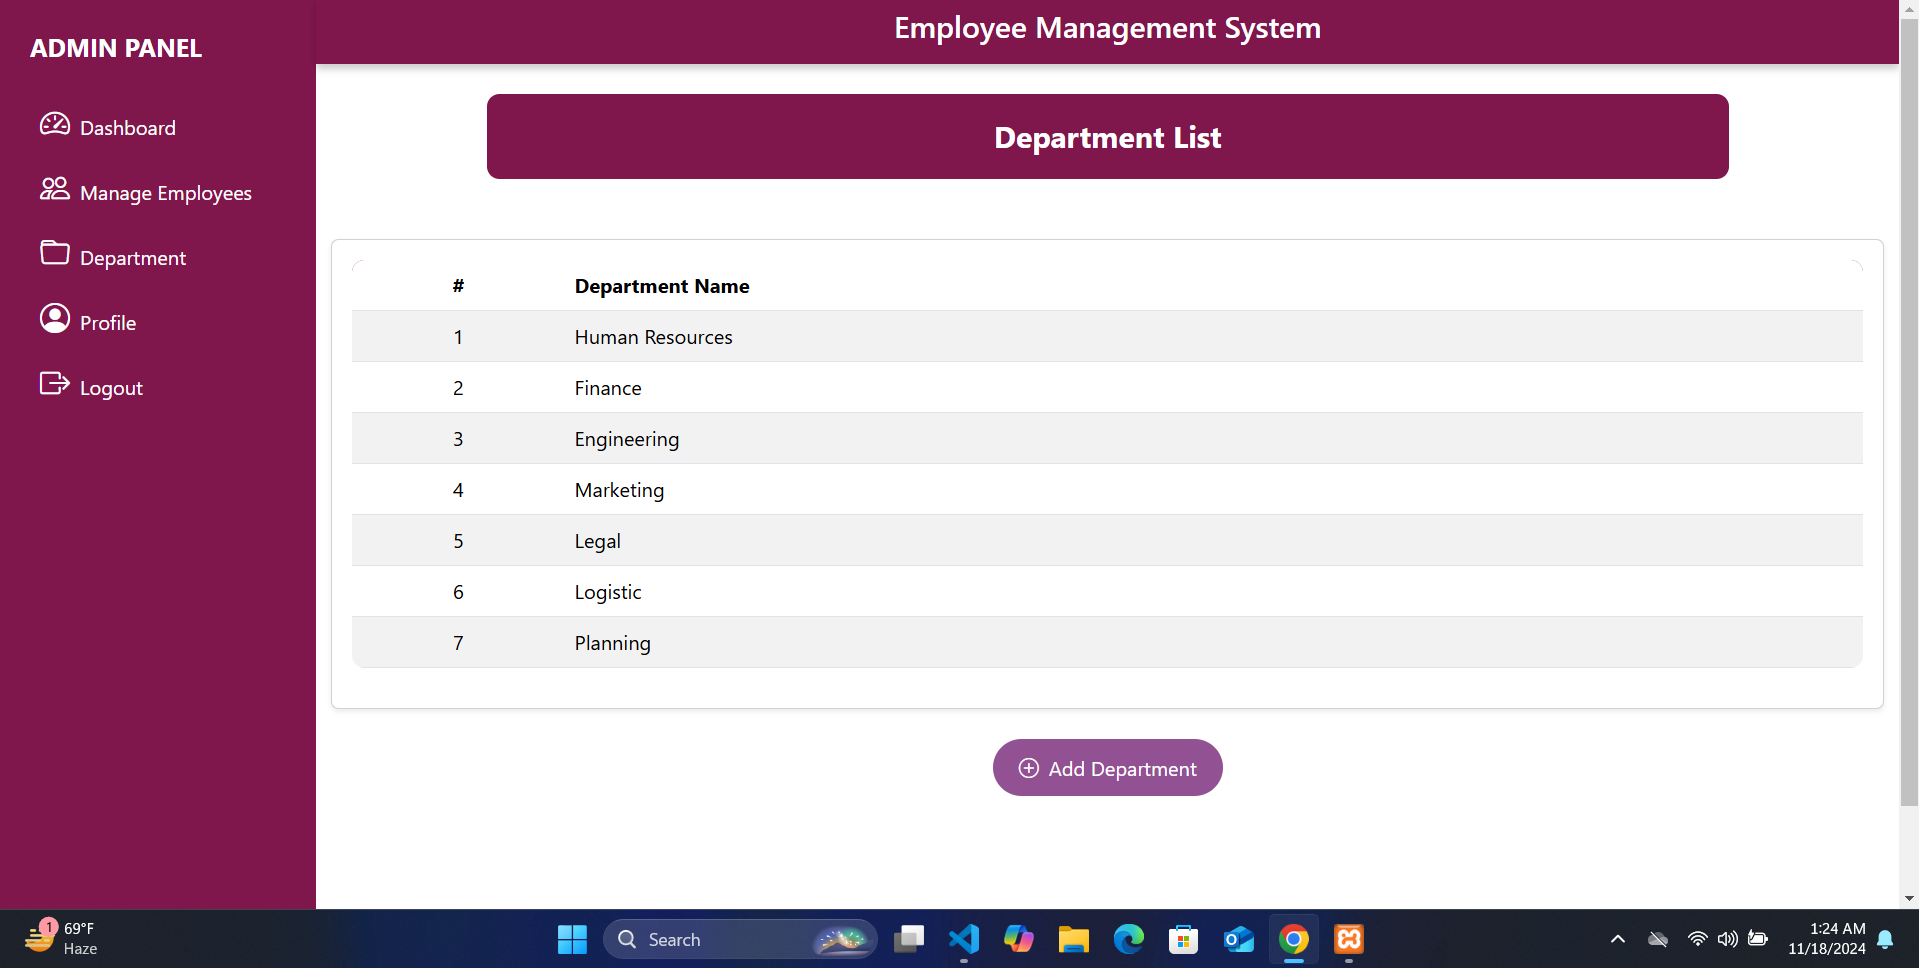 ADMIN PANEL
Dashboard
Manage Employees
Department
Profile
Logout
Employee Management System
Department List
# Department Name
1 Human Resources
2 Finance
3 Engineering
4 Marketing
5 Legal
6 Logistic
7 Planning
Add Department
1
69°F
Haze
Search
1:24 AM
11/18/2024